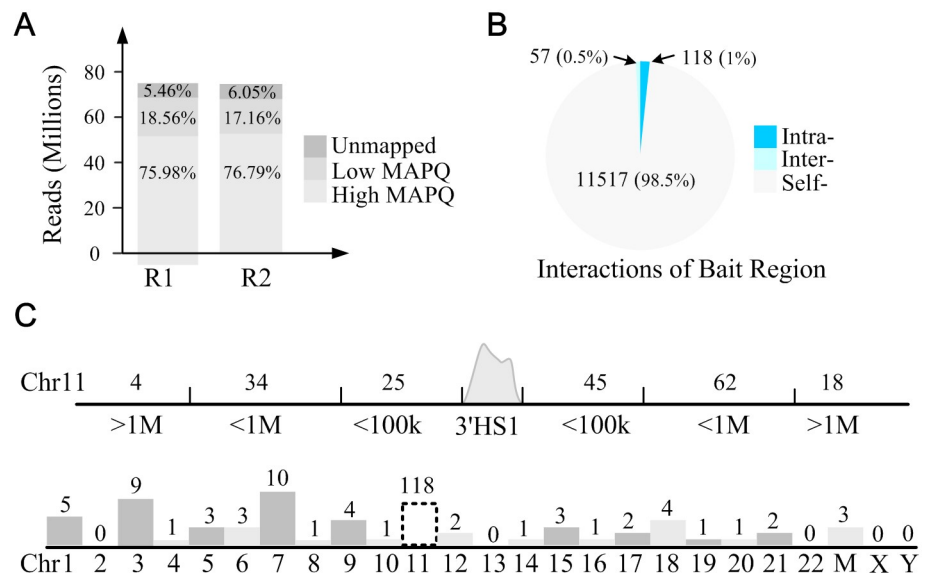 A
Reads (Millions)
80
60
40
20
0
5.46%
18.56%
75.98%
6.05%
17.16%
76.79%
R1
R2
Unmapped
Low MAPQ
High MAPQ
B
57 (0.5%)
118 (1%)
11517 (98.5%)
Intra-
Inter-
Self-
Interactions of Bait Region
C
Chr11 4 34 25 45 62 18
>1M <1M <100k 3'HS1 <100k <1M >1M
5 0 9 1 3 3 10 1 4 1 118 2 0 1 3 1 2 4 1 1 2 0 3 0 0
Chr1 2 3 4 5 6 7 8 9 10 11 12 13 14 15 16 17 18 19 20 21 22 M X Y